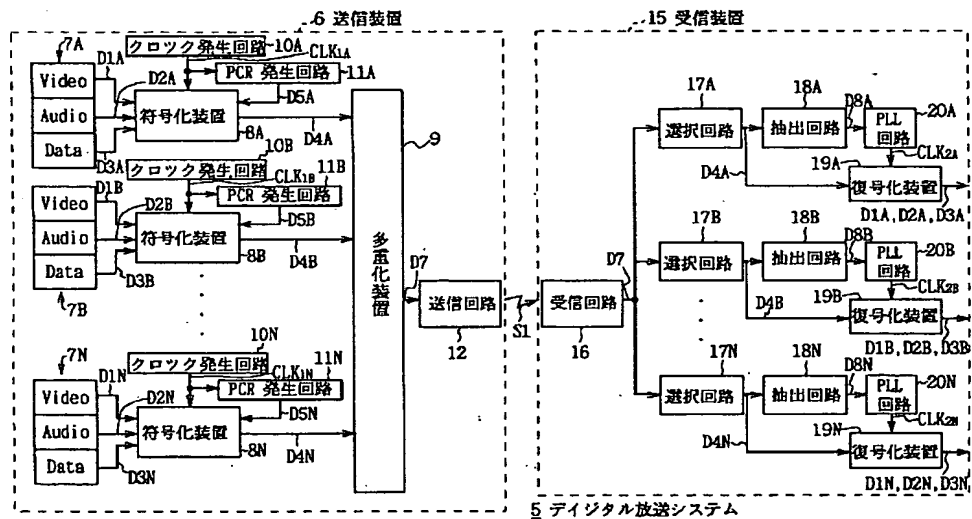 6 送信装置
7A
D1A
D2A
Video
Audio
Data
D3A
クロック発生回路
10A
CLK1A
PCR 発生回路
11A
D5A
符号化装置
8A
D4A
D1B
D2B
Video
Audio
Data
D3B
7B
クロック発生回路
10B
CLK1B
PCR 発生回路
11B
D5B
符号化装置
8B
D4B
7N
D1N
D2N
Video
Audio
Data
D3N
クロック発生回路
10N
CLK1N
PCR 発生回路
11N
D5N
符号化装置
8N
D4N
多重化装置
9
D7
送信回路
12
S1
15 受信装置
受信回路
16
D7
17A
選択回路
18A
抽出回路
D8A
20A
PLL
回路
CLK2A
D4A
19A
復号化装置
D1A, D2A, D3A
17B
選択回路
18B
抽出回路
D8B
20B
PLL
回路
CLK2B
D4B
19B
復号化装置
D1B, D2B, D3B
17N
選択回路
18N
抽出回路
D8N
20N
PLL
回路
CLK2N
D4N
19N
復号化装置
D1N, D2N, D3N
5 デイジタル放送システム